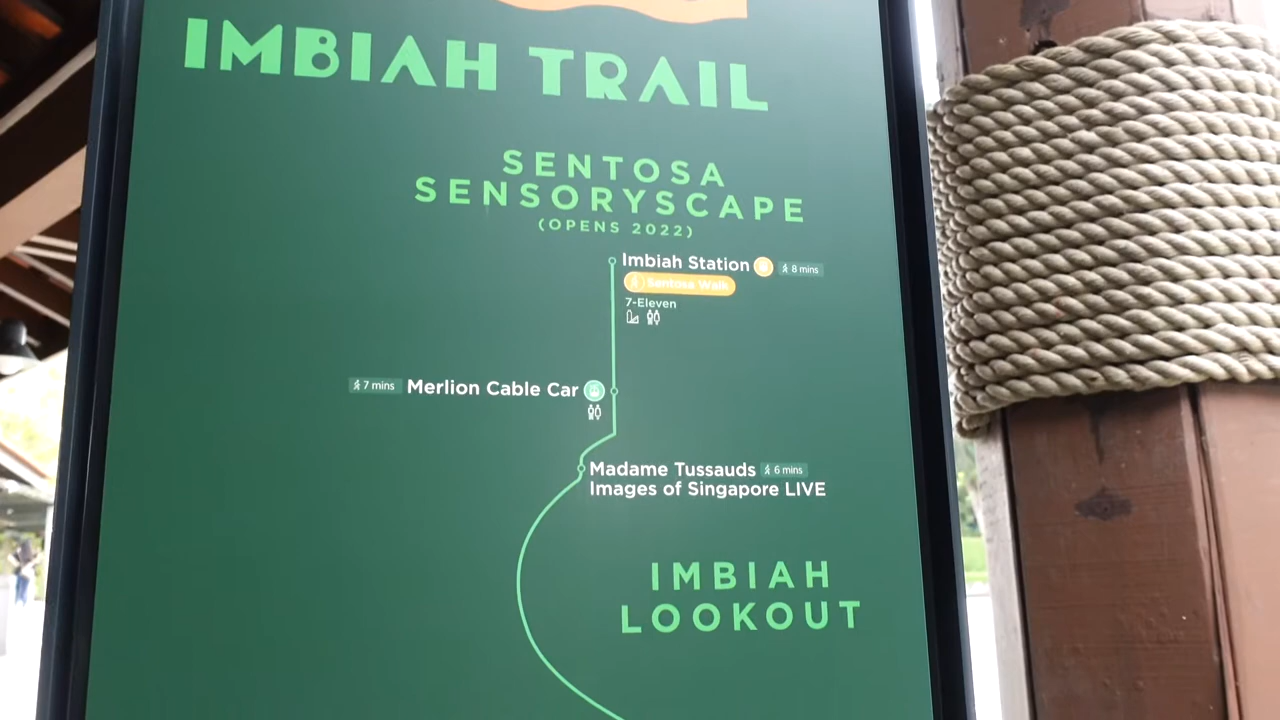 IMBIAH TRAIL
SENTOSA
SENSORYSCAPE
(OPENS 2022)
Imbiah Station 8 mins
Sentosa Walk
7-Eleven
7 mins Merlion Cable Car
Madame Tussauds 6 mins
Images of Singapore LIVE
IMBIAH
LOOKOUT